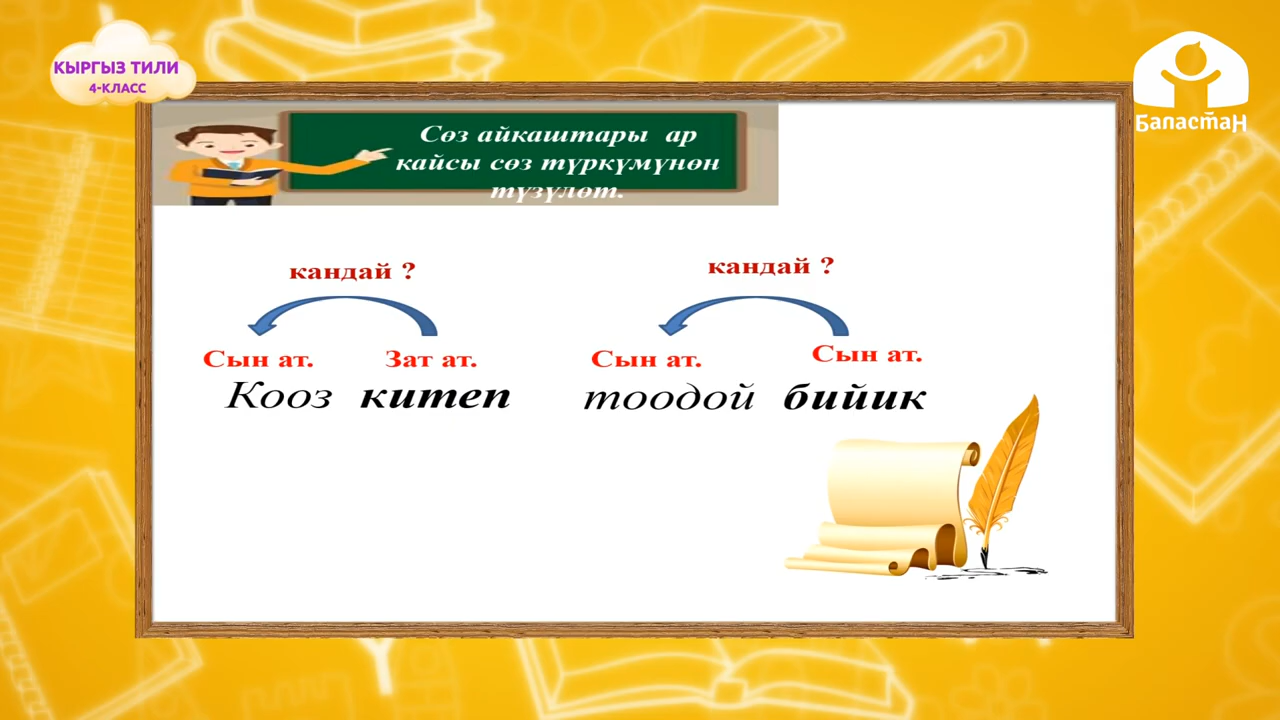 КЫРГЫЗ ТИЛИ
4-КЛАСС
Баластан
Сөз айкаштары ар
кайсы сөз түркүмүнөн
түзүлөт.
кандай ?
кандай ?
Сын ат.
Зат ат.
Сын ат.
Сын ат.
Кооз китеп
тоодой бийик